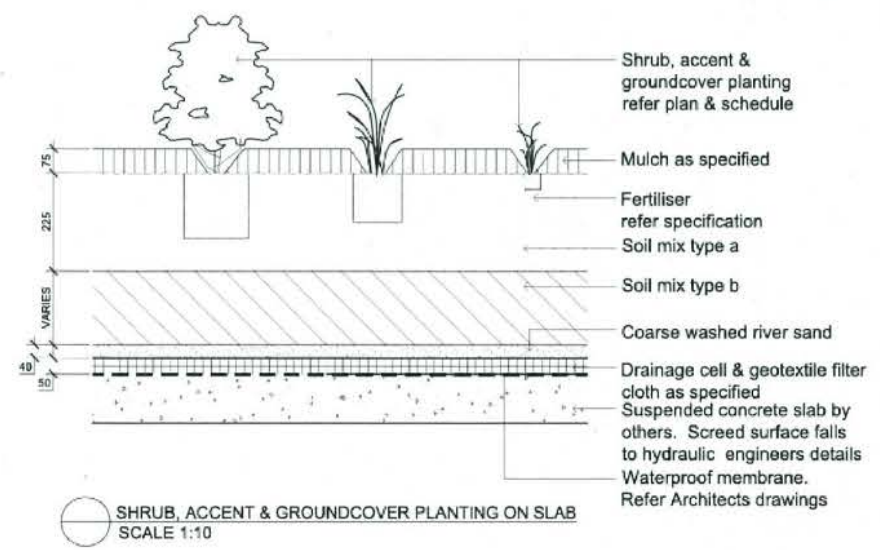 Shrub, accent &
groundcover planting
refer plan & schedule
75
Mulch as specified
Fertiliser
refer specification
225
Soil mix type a
VARIES
Soil mix type b
Coarse washed river sand
40
Drainage cell & geotextile filter
cloth as specified
50
Suspended concrete slab by
others. Screed surface falls
to hydraulic engineers details
Waterproof membrane.
Refer Architects drawings
SHRUB, ACCENT & GROUNDCOVER PLANTING ON SLAB
SCALE 1:10